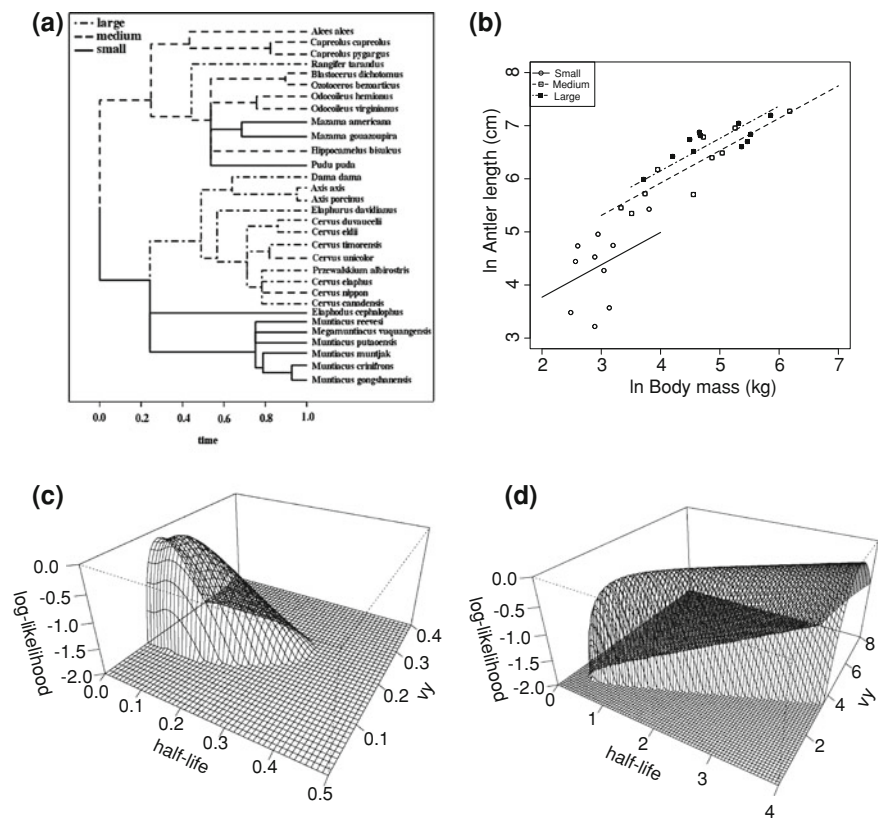 (a)
large
medium
small
Alces alces
Capreolus capreolus
Capreolus pygargus
Rangifer tarandus
Blastocerus dichotomus
Ozotoceros bezoarticus
Odocoileus hemionus
Odocoileus virginianus
Mazama americana
Mazama gouazoupira
Hippocamelus bisulcus
Pudu puda
Dama dama
Axis axis
Axis porcinus
Elaphurus davidianus
Cervus duvaucelii
Cervus eldii
Cervus timorensis
Cervus unicolor
Przewalskium albirostris
Cervus elaphus
Cervus nippon
Cervus canadensis
Elaphodus cephalophus
Muntiacus reevesi
Megamuntiacus vuquangensis
Muntiacus putaoensis
Muntiacus muntjak
Muntiacus crinifrons
Muntiacus gongshanensis
0.0 0.2 0.4 0.6 0.8 1.0
time
(b)
Small
Medium
Large
ln Antler length (cm)
8
7
6
5
4
3
2 3 4 5 6 7
ln Body mass (kg)
(c)
log-likelihood
0.0
-0.5
-1.0
-1.5
-2.0
0.0
0.1
0.2
0.3
0.4
0.5
half-life
0.4
0.3
0.2
0.1
vy
(d)
log-likelihood
0.0
-0.5
-1.0
-1.5
-2.0
0
1
2
3
4
half-life
8
6
4
2
vy